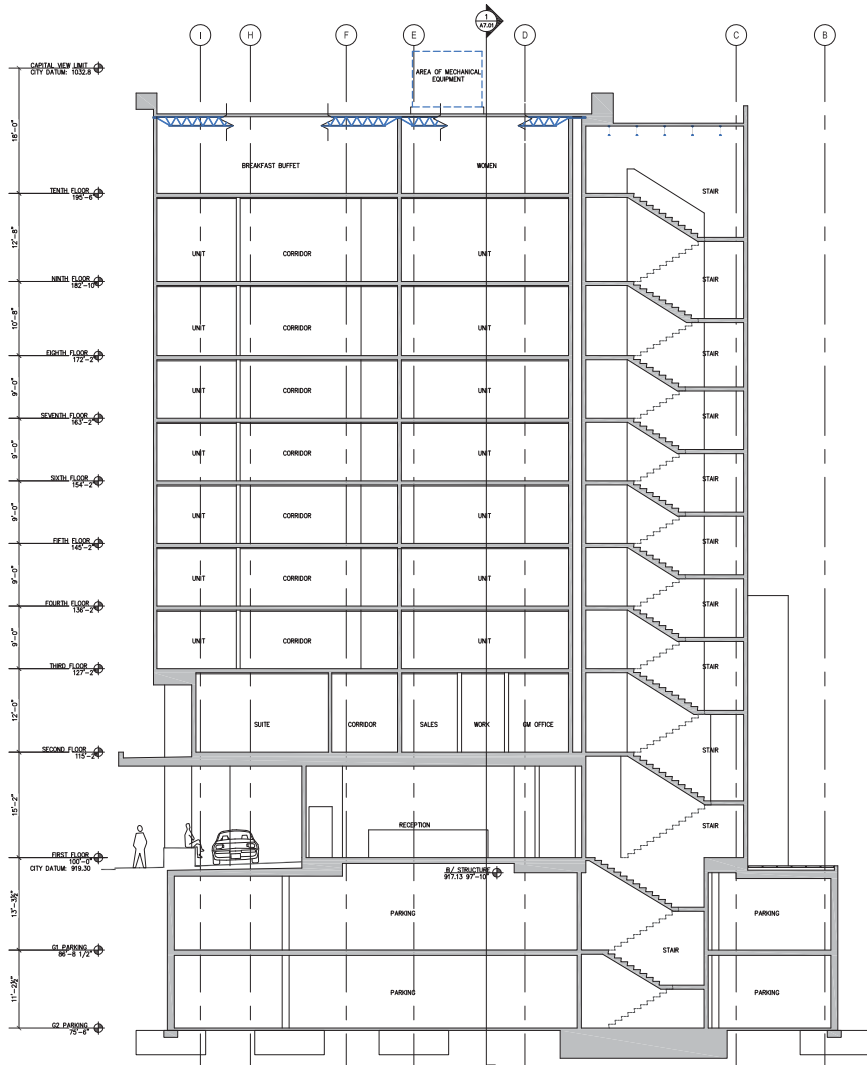 1
A7.01
I H F E D C B
CAPITAL VIEW LIMIT
CITY DATUM: 1032.8
AREA OF MECHANICAL
EQUIPMENT
18'-0"
BREAKFAST BUFFET WOMEN STAIR
TENTH FLOOR
195'-6"
12'-8"
UNIT CORRIDOR UNIT STAIR
NINTH FLOOR
182'-10"
10'-8"
UNIT CORRIDOR UNIT STAIR
EIGHTH FLOOR
172'-2"
9'-0"
UNIT CORRIDOR UNIT STAIR
SEVENTH FLOOR
163'-2"
9'-0"
UNIT CORRIDOR UNIT STAIR
SIXTH FLOOR
154'-2"
9'-0"
UNIT CORRIDOR UNIT STAIR
FIFTH FLOOR
145'-2"
9'-0"
UNIT CORRIDOR UNIT STAIR
FOURTH FLOOR
136'-2"
9'-0"
UNIT CORRIDOR UNIT STAIR
THIRD FLOOR
127'-2"
12'-0"
SUITE CORRIDOR SALES WORK GM OFFICE STAIR
SECOND FLOOR
115'-2"
15'-2"
RECEPTION STAIR
FIRST FLOOR
100'-0"
CITY DATUM: 919.30
B/ STRUCTURE
917.13 97'-10"
13'-3½"
PARKING PARKING
G1 PARKING
86'-8 1/2"
STAIR
11'-2½"
PARKING PARKING
G2 PARKING
75'-6"